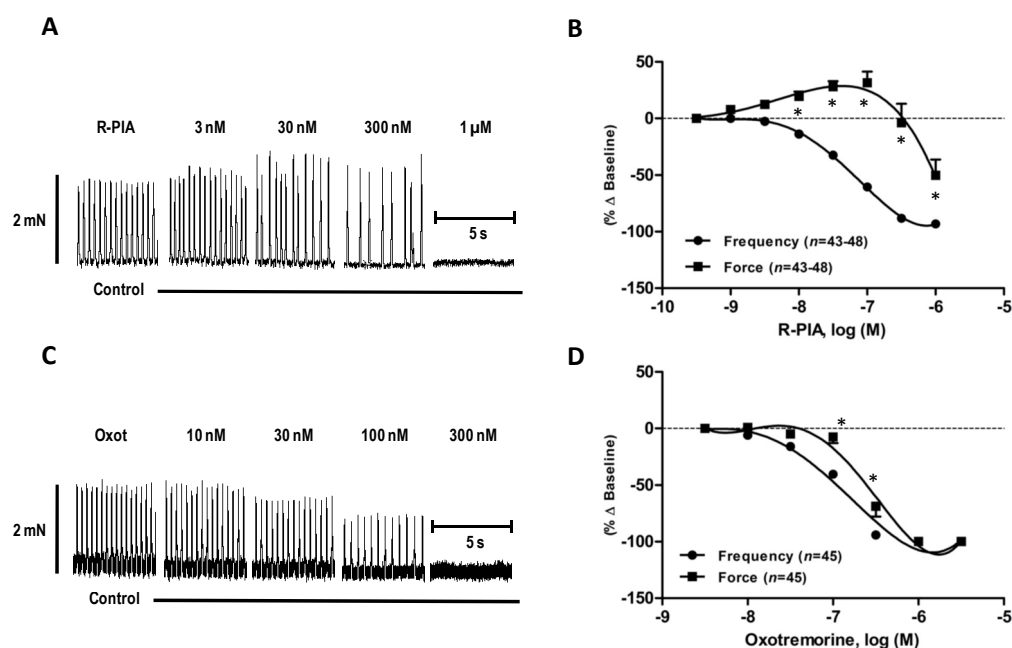 A
R-PIA 3 nM 30 nM 300 nM 1 µM
2 mN
5 s
Control
B
50
0
-50
-100
-150
(% Δ Baseline)
* * * * *
Frequency (n=43-48)
Force (n=43-48)
-10 -9 -8 -7 -6 -5
R-PIA, log (M)
C
Oxot 10 nM 30 nM 100 nM 300 nM
2 mN
5 s
Control
D
50
0
-50
-100
-150
(% Δ Baseline)
* *
Frequency (n=45)
Force (n=45)
-9 -8 -7 -6 -5
Oxotremorine, log (M)